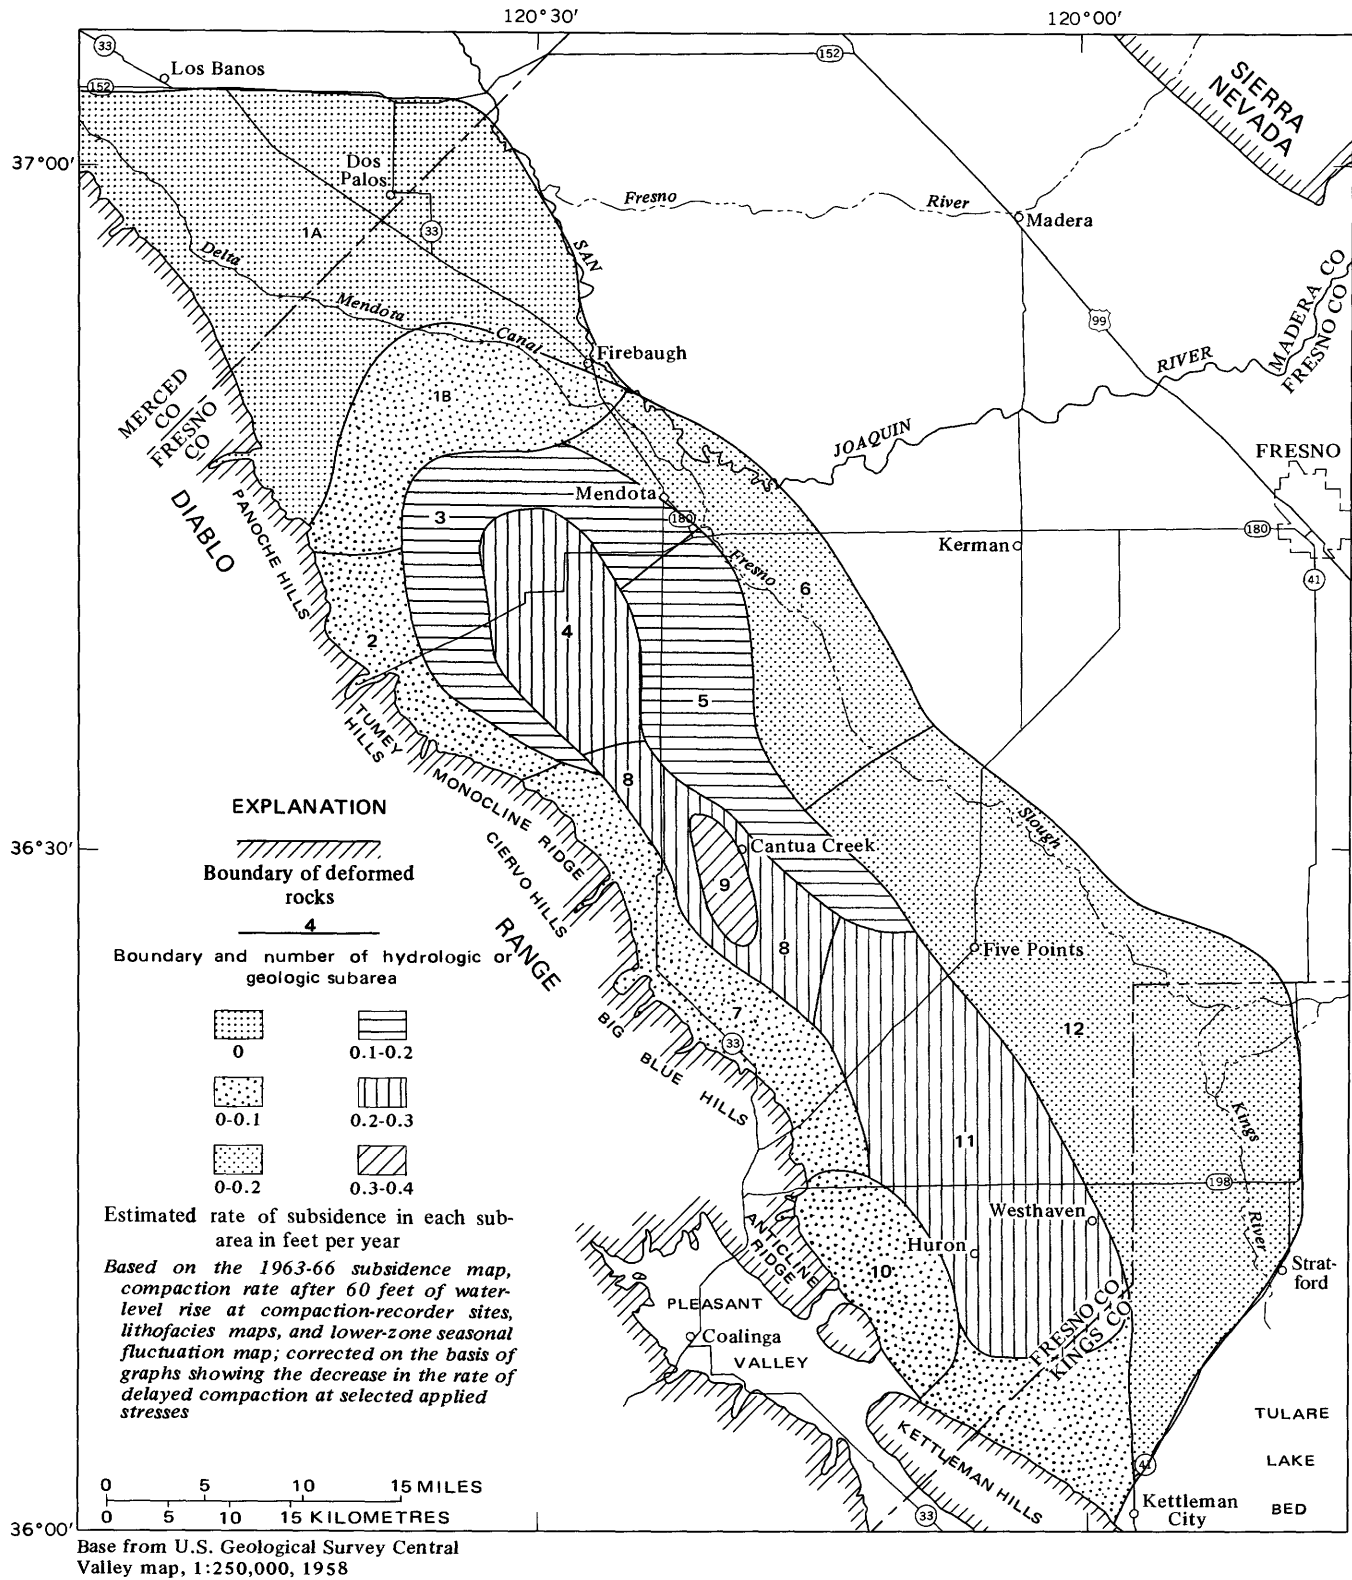 120°30′
120°00′
33
152
Los Banos
152
SIERRA
NEVADA
37°00′
Dos
Palos
Fresno
River
Madera
1A
33
SAN
Delta
Mendota
Canal
99
MADERA CO
FRESNO CO
Firebaugh
RIVER
MERCED
CO
FRESNO
CO
1B
JOAQUIN
FRESNO
DIABLO
PANOCHE HILLS
Mendota
3
180
180
Kerman
Fresno
41
6
4
2
5
TUMEY
HILLS
8
MONOCLINE RIDGE
EXPLANATION
Slough
36°30′
CIERVO HILLS
Cantua Creek
Boundary of deformed
rocks
9
4
RANGE
8
Five Points
Boundary and number of hydrologic or
geologic subarea
7
12
BIG BLUE HILLS
33
0
0.1-0.2
0-0.1
0.2-0.3
Kings
11
0-0.2
0.3-0.4
198
Estimated rate of subsidence in each sub-
area in feet per year
Westhaven
River
ANTICLINE
RIDGE
Huron
10
Strat-
ford
Based on the 1963-66 subsidence map,
compaction rate after 60 feet of water-
level rise at compaction-recorder sites,
lithofacies maps, and lower-zone seasonal
fluctuation map; corrected on the basis of
graphs showing the decrease in the rate of
delayed compaction at selected applied
stresses
PLEASANT
Coalinga
VALLEY
FRESNO CO
KINGS CO
TULARE
LAKE
BED
KETTLEMAN HILLS
41
Kettleman
City
33
0 5 10 15 MILES
0 5 10 15 KILOMETRES
36°00′
Base from U.S. Geological Survey Central
Valley map, 1:250,000, 1958